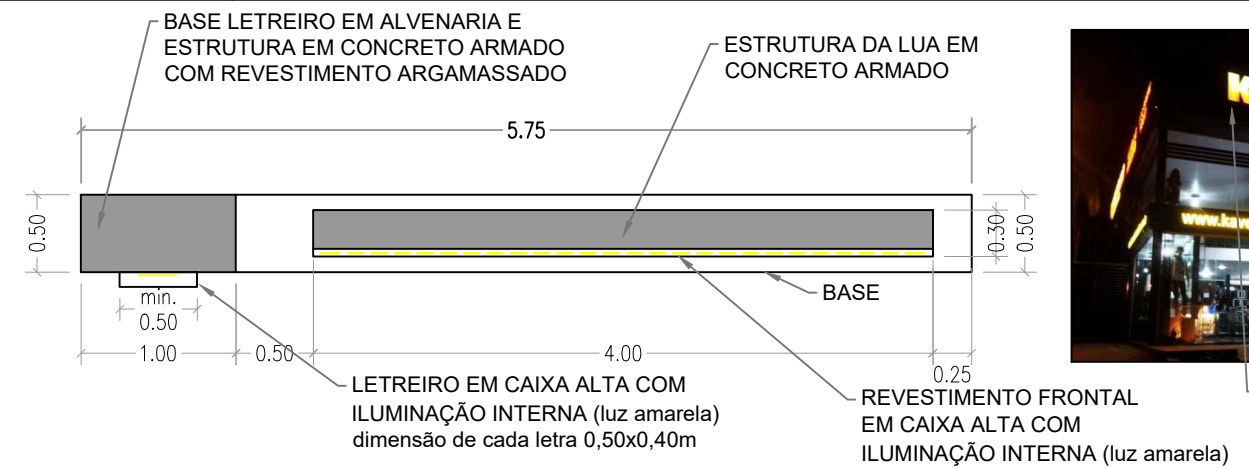 BASE LETREIRO EM ALVENARIA E
ESTRUTURA EM CONCRETO ARMADO
COM REVESTIMENTO ARGAMASSADO
ESTRUTURA DA LUA EM
CONCRETO ARMADO
5.75
0.50
0.30
0.50
min.
0.50
1.00
0.50
4.00
0.25
BASE
LETREIRO EM CAIXA ALTA COM
ILUMINAÇÃO INTERNA (luz amarela)
dimensão de cada letra 0,50x0,40m
REVESTIMENTO FRONTAL
EM CAIXA ALTA COM
ILUMINAÇÃO INTERNA (luz amarela)